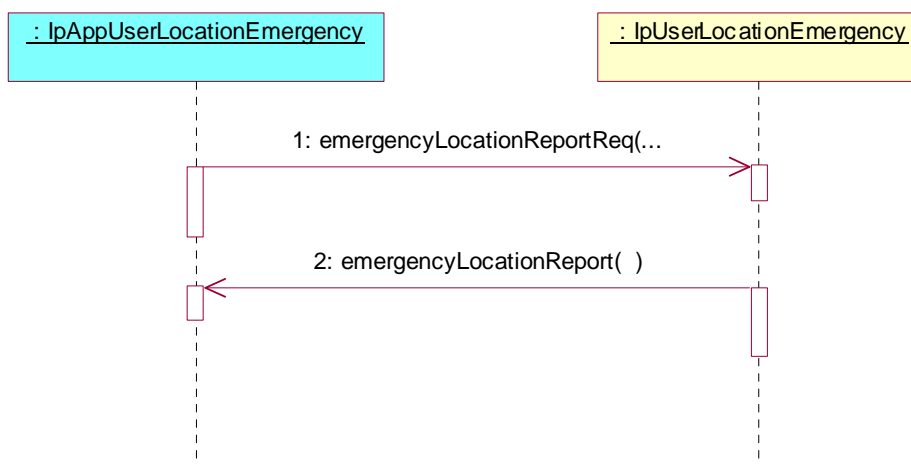 : IpAppUserLocationEmergency
: IpUserLocationEmergency
1: emergencyLocationReportReq(...
2: emergencyLocationReport(  )